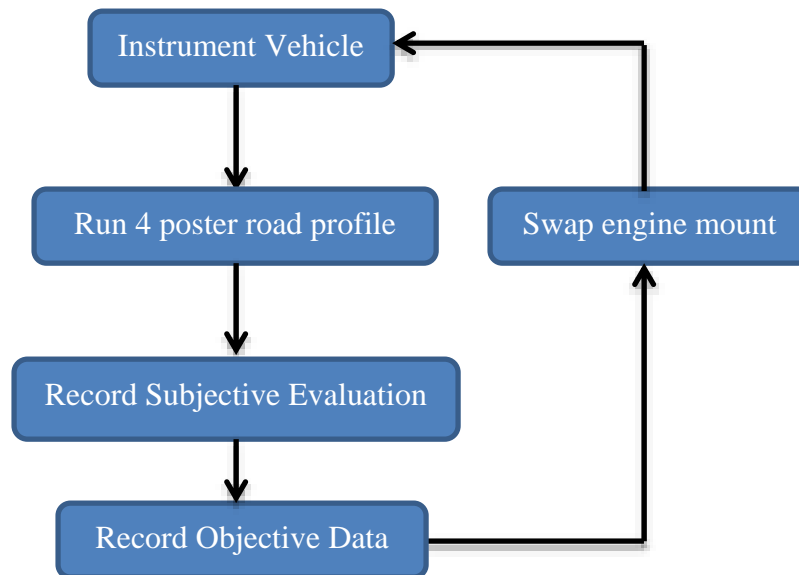 Instrument Vehicle
Run 4 poster road profile
Swap engine mount
Record Subjective Evaluation
Record Objective Data